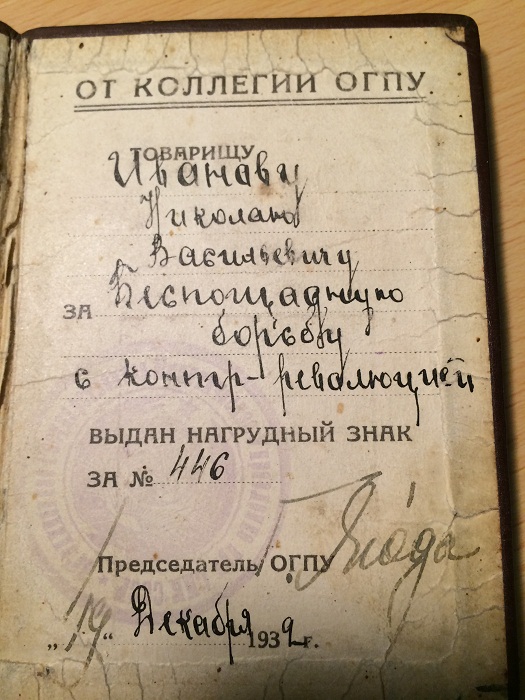 ОТ КОЛЛЕГИИ ОГПУ
ТОВАРИЩУ
Иванову
Николаю
Васильевичу
ЗА Беспощадную
борьбу
с контр-революцией
ВЫДАН НАГРУДНЫЙ ЗНАК
ЗА № 446
Председатель ОГПУ Ягода
„19“ Декабря 1932 г.